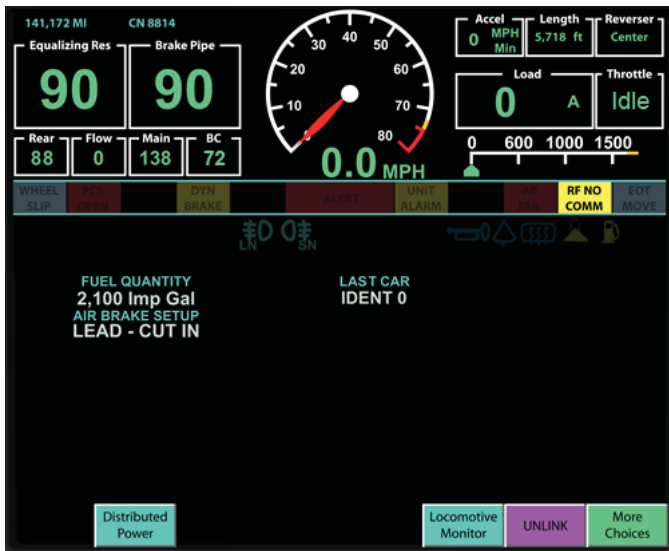 141,172 MI CN 8814
Equalizing Res Brake Pipe
90 90
Rear Flow Main BC
88 0 138 72
10 20 30 40 50 60 70 80
0.0 MPH
Accel Length Reverser
0 MPH Min 5,718 ft Center
Load Throttle
0 A Idle
0 600 1000 1500
WHEEL SLIP PCS OPEN DYN BRAKE ALERT UNIT ALARM FAIL RF NO COMM EOT MOVE
LN SN
FUEL QUANTITY LAST CAR
2,100 Imp Gal IDENT 0
AIR BRAKE SETUP
LEAD - CUT IN
Distributed Power
Locomotive Monitor
UNLINK
More Choices